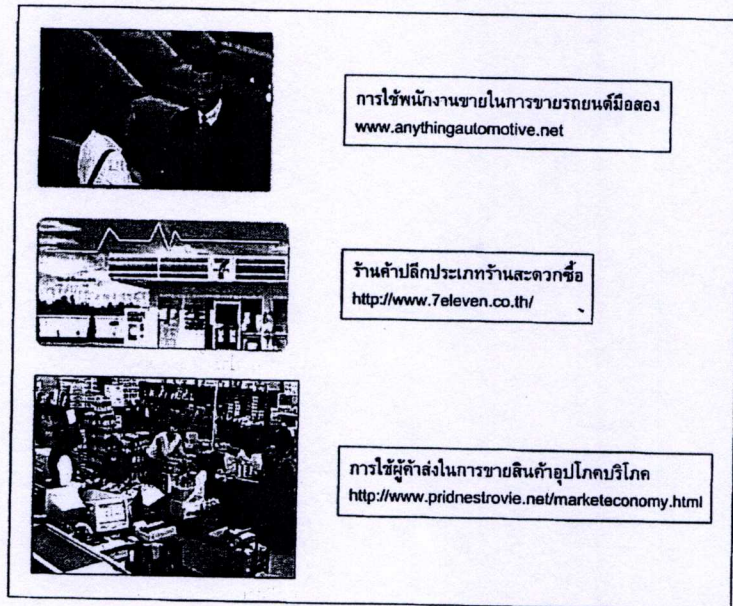 การใช้พนักงานขายในการขายรถยนต์มือสอง
www.anythingautomotive.net
7
ร้านค้าปลีกประเภทร้านสะดวกซื้อ
http://www.7eleven.co.th/
การใช้ผู้ค้าส่งในการขายสินค้าอุปโภคบริโภค
http://www.pridnestrovie.net/marketeconomy.html